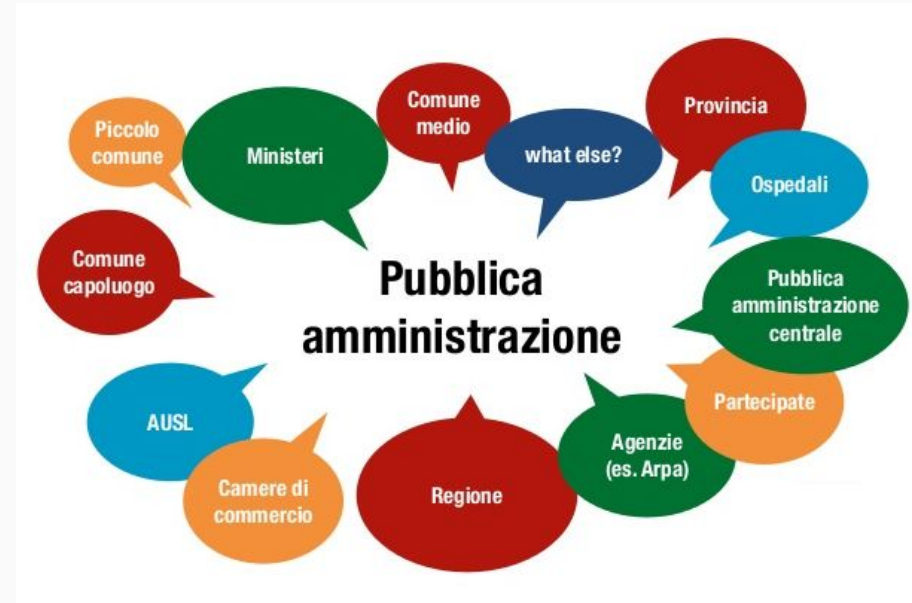 Comune
medio
Provincia
Piccolo
comune
Ministeri
what else?
Ospedali
Comune
capoluogo
Pubblica
amministrazione
Pubblica
amministrazione
centrale
Partecipate
AUSL
Agenzie
(es. Arpa)
Camere di
commercio
Regione